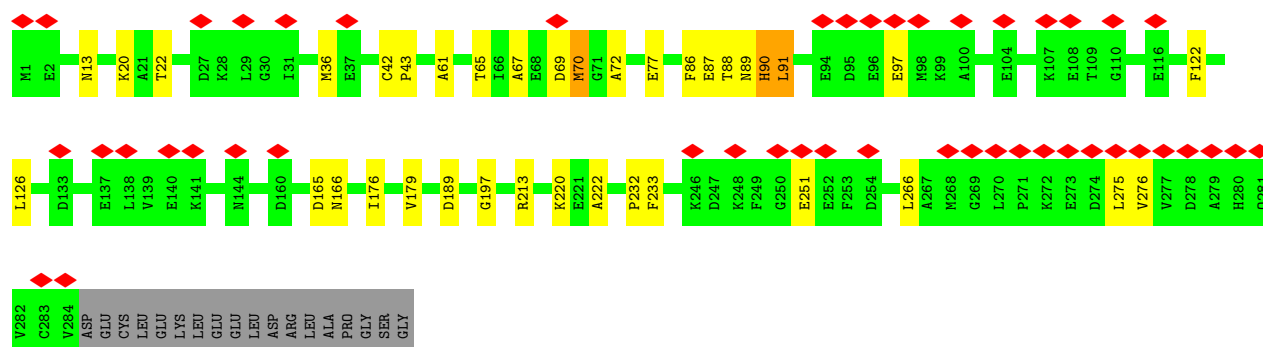 M1 E2 N13 K20 A21 T22 D27 K28 L29 G30 I31 M36 E37 C42 P43 A61 T65 I66 A67 E68 D69 M70 G71 A72 E77 F86 E87 T88 N89 H90 L91 E94 D95 E96 E97 M98 K99 A100 E104 K107 E108 T109 G110 E116 F122
L126 D133 E137 L138 V139 E140 K141 N144 D160 D165 N166 I176 V179 D189 G197 R213 K220 E221 A222 P232 F233 K246 D247 K248 F249 G250 E251 E252 F253 D254 L266 A267 M268 G269 L270 P271 K272 E273 D274 L275 V276 V277 D278 A279 H280
V282 C283 V284 ASP GLU CYS LEU GLU LYS LEU GLU GLU LEU ASP ARG LEU ALA PRO GLY SER GLY